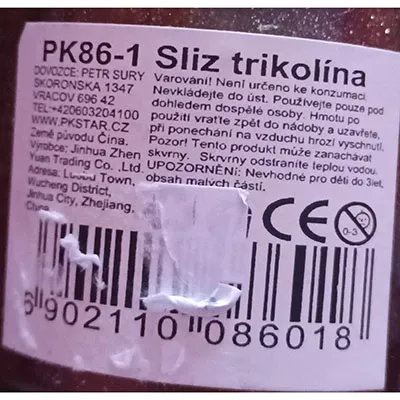 PK86-1 Sliz trikolína
DOVOZCE: PETR SURY
SKORONSKA 1347
VRACOV 696 42
TEL:+420603204100
WWW.PKSTAR.CZ
Země původu Čína.
Výrobce: Jinhua Zhen
Yuan Trading Co.,Ltd.
Adresa: Luobu Town,
Wucheng District,
Jinhua City, Zhejiang,
Varování! Není určeno ke konzumaci.
Nevkládejte do úst. Používejte pouze pod
dohledem dospělé osoby. Hmotu po
použití vraťte zpět do nádoby a uzavřete,
při ponechání na vzduchu hrozí vyschnutí.
Pozor! Tento produkt může zanachávat
skvrny. Skrvrny odstraníte teplou vodou.
UPOZORNĚNÍ: Nevhodné pro děti do 3let,
obsah malých částí.
CE
0-3
6 902110 086018